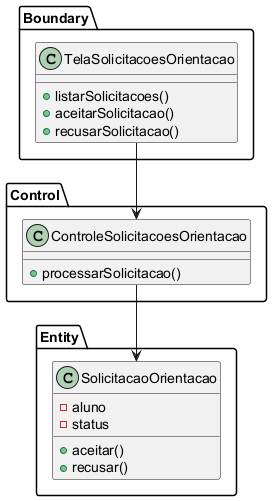 Boundary
C TelaSolicitacoesOrientacao
listarSolicitacoes()
aceitarSolicitacao()
recusarSolicitacao()
Control
C ControleSolicitacoesOrientacao
processarSolicitacao()
Entity
C SolicitacaoOrientacao
aluno
status
aceitar()
recusar()